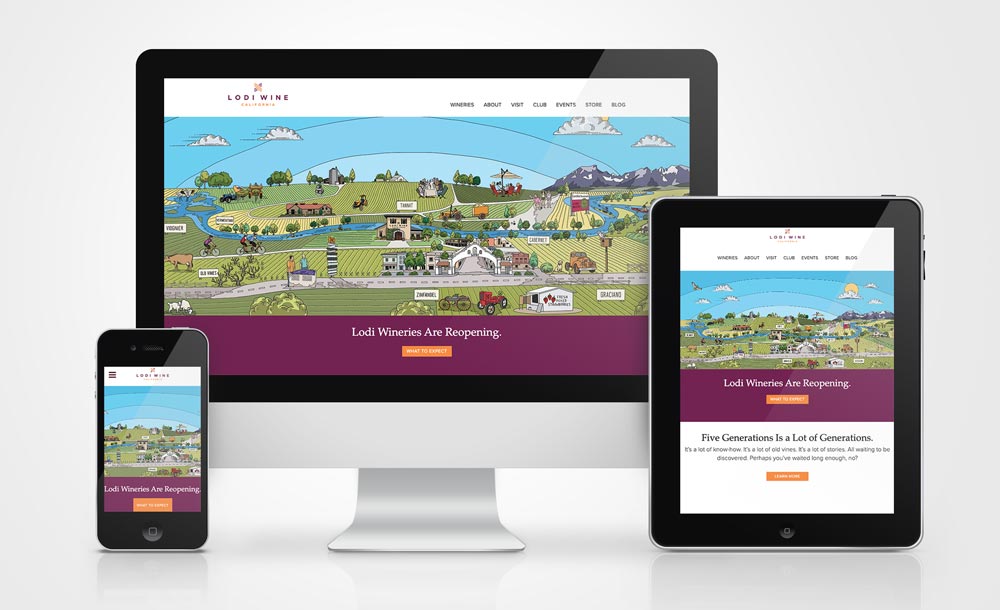 LODI WINE
CALIFORNIA
WINERIES ABOUT VISIT CLUB EVENTS STORE BLOG
TANNAT
VIOGNIER
CABERNET
OLD VINES
ZINFANDEL
GRACIANO
Lodi Wineries Are Reopening.
WHAT TO EXPECT
LODI WINE
CALIFORNIA
WINERIES ABOUT VISIT CLUB EVENTS STORE BLOG
Lodi Wineries Are Reopening.
WHAT TO EXPECT
Five Generations Is a Lot of Generations.
It's a lot of know-how. It's a lot of old vines. It's a lot of stories. All waiting to be
discovered. Perhaps you've waited long enough, no?
LEARN MORE
LODI WINE
CALIFORNIA
Lodi Wineries Are Reopening.
WHAT TO EXPECT